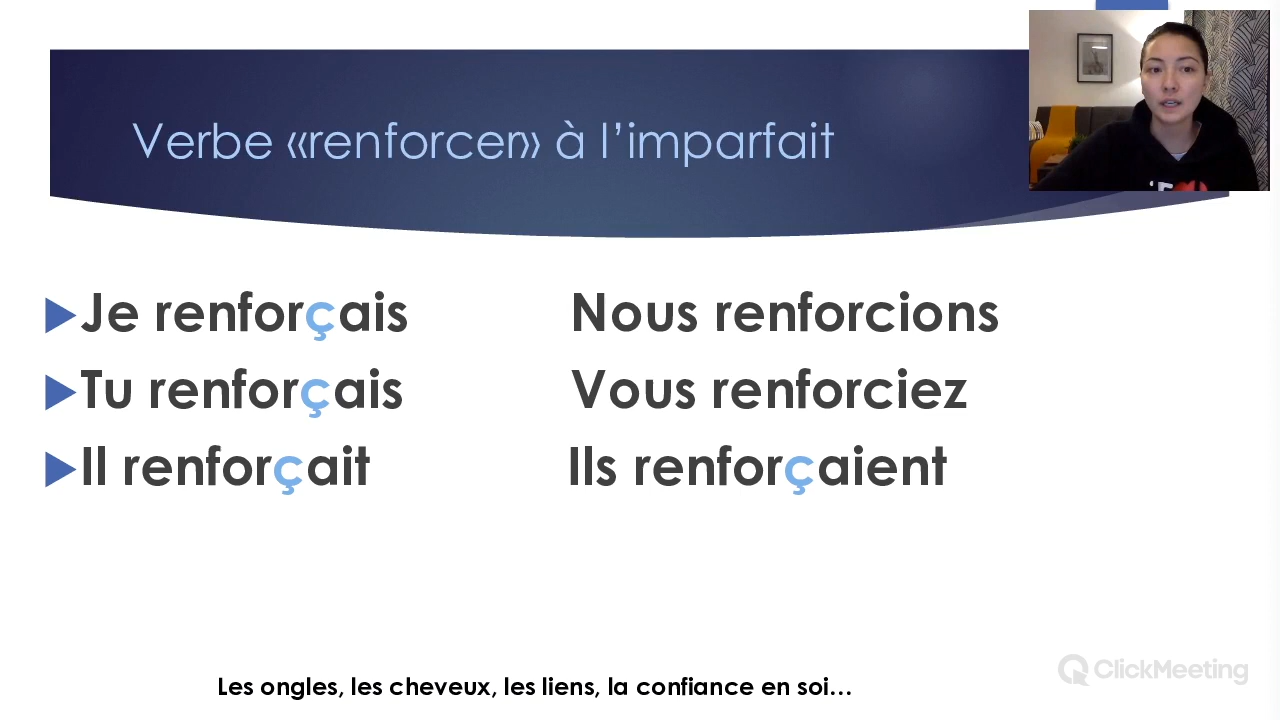 Verbe «renforcer» à l’imparfait
Je renforçais
Nous renforcions
Tu renforçais
Vous renforciez
Il renforçait
Ils renforçaient
Les ongles, les cheveux, les liens, la confiance en soi…
ClickMeeting